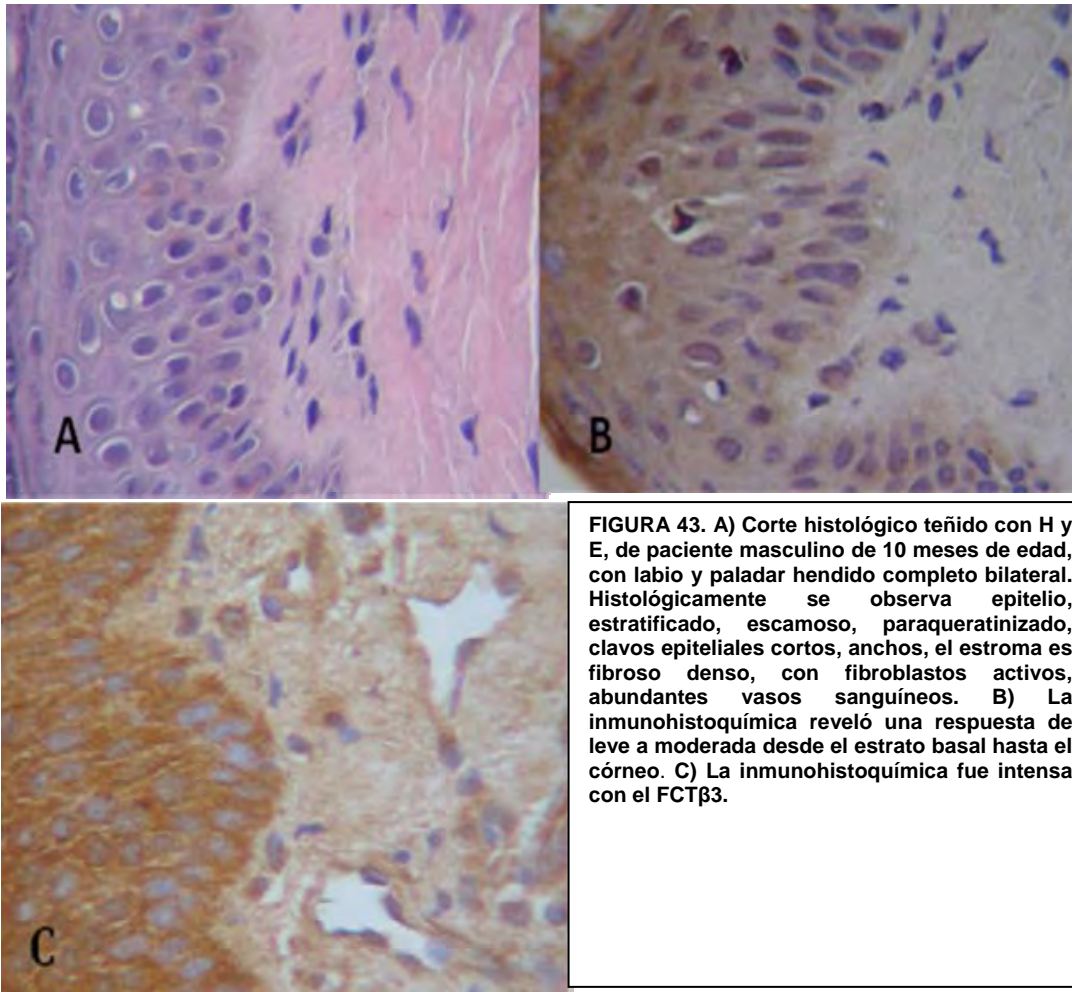 A
B
C
FIGURA 43. A) Corte histológico teñido con H y
E, de paciente masculino de 10 meses de edad,
con labio y paladar hendido completo bilateral.
Histológicamente se observa epitelio,
estratificado, escamoso, paraqueratinizado,
clavos epiteliales cortos, anchos, el estroma es
fibroso denso, con fibroblastos activos,
abundantes vasos sanguíneos. B) La
inmunohistoquímica reveló una respuesta de
leve a moderada desde el estrato basal hasta el
córneo. C) La inmunohistoquímica fue intensa
con el FCTβ3.